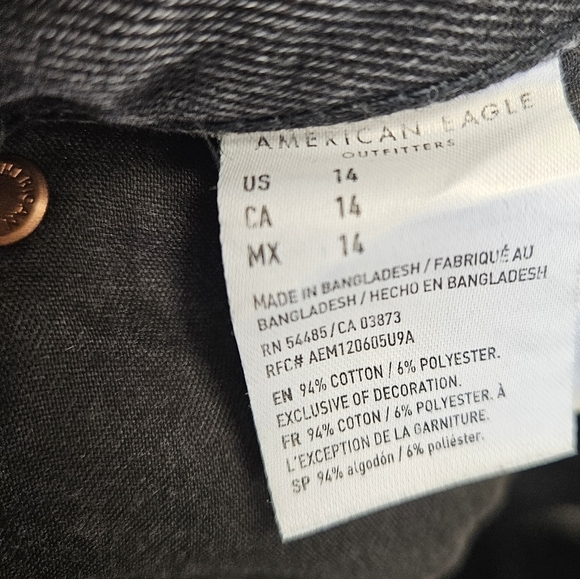 AMERICAN EAGLE
OUTFITTERS
US 14
CA 14
MX 14
MADE IN BANGLADESH / FABRIQUÉ AU
BANGLADESH / HECHO EN BANGLADESH
RN 54485/CA 03873
RFC# AEM120605U9A
EN 94% COTTON / 6% POLYESTER.
EXCLUSIVE OF DECORATION.
FR 94% COTON / 6% POLYESTER. À
L'EXCEPTION DE LA GARNITURE.
SP 94% algodón / 6% poliéster.